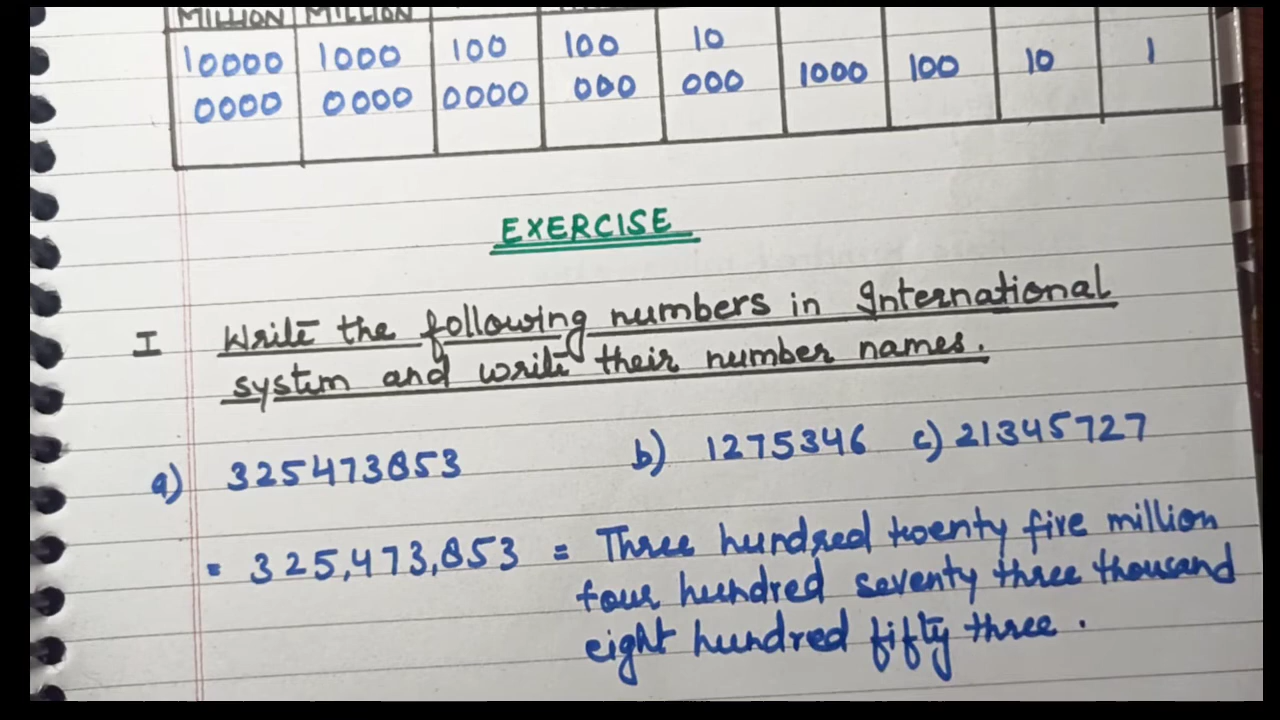 MILLION MILLION
10000 1000 100 100 10
0000 0000 0000 000 000 1000 100 10 1
EXERCISE
I Write the following numbers in International
system and write their number names.
a) 325473853 b) 1275346 c) 21345727
= 325,473,853 = Three hundred twenty five million
four hundred seventy three thousand
eight hundred fifty three.